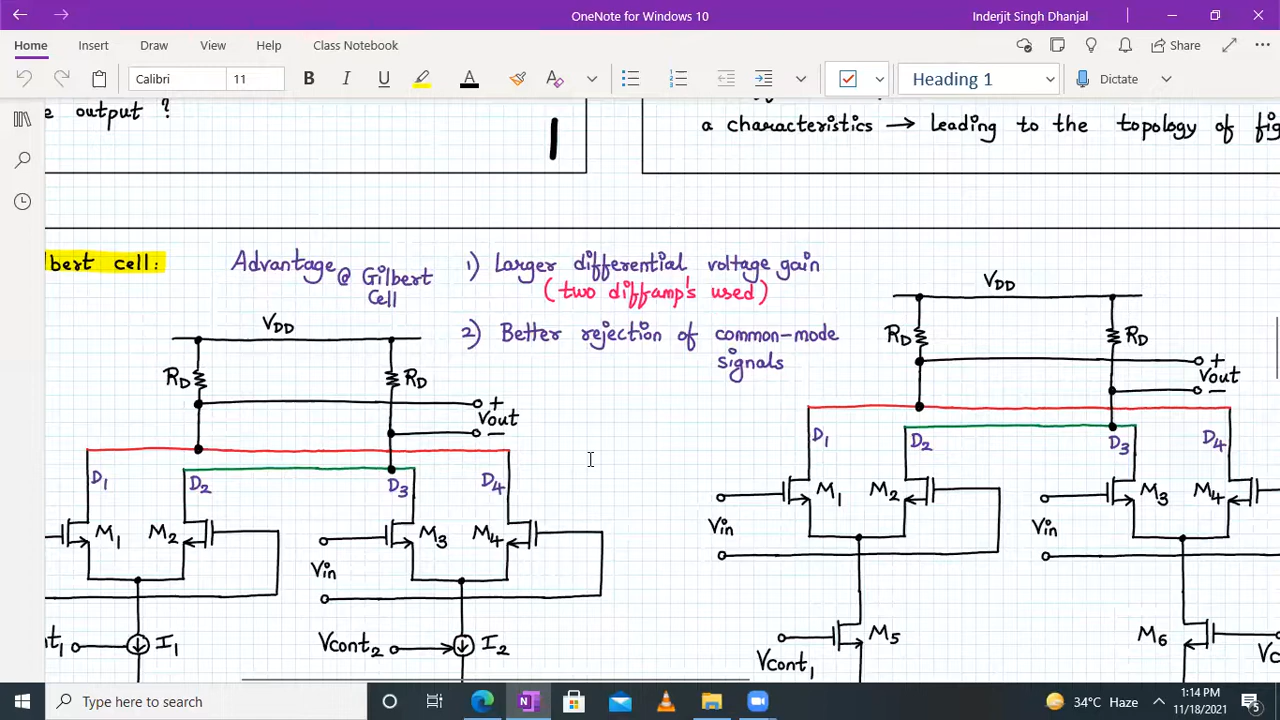 OneNote for Windows 10
Inderjit Singh Dhanjal
Home Insert Draw View Help Class Notebook
Share
Calibri 11 B I U A
Heading 1
Dictate
e output ?
a characteristics → leading to the topology of fig
lbert cell:
Advantage @ Gilbert Cell
1) Larger differential voltage gain
(two diffamp's used)
2) Better rejection of common-mode signals
VDD
RD RD
+
Vout
−
D1 D2 D3 D4
M1 M2 M3 M4
Vin
nt1 I1
Vcont2 I2
VDD
RD RD
+
Vout
−
D1 D2 D3 D4
M1 M2 M3 M4
Vin Vin
M5 M6
Vcont1 Vc
Type here to search
34°C Haze
1:14 PM
11/18/2021
5